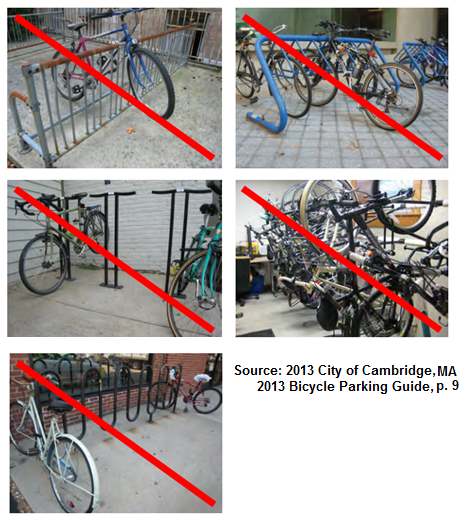 Source: 2013 City of Cambridge, MA
2013 Bicycle Parking Guide, p. 9